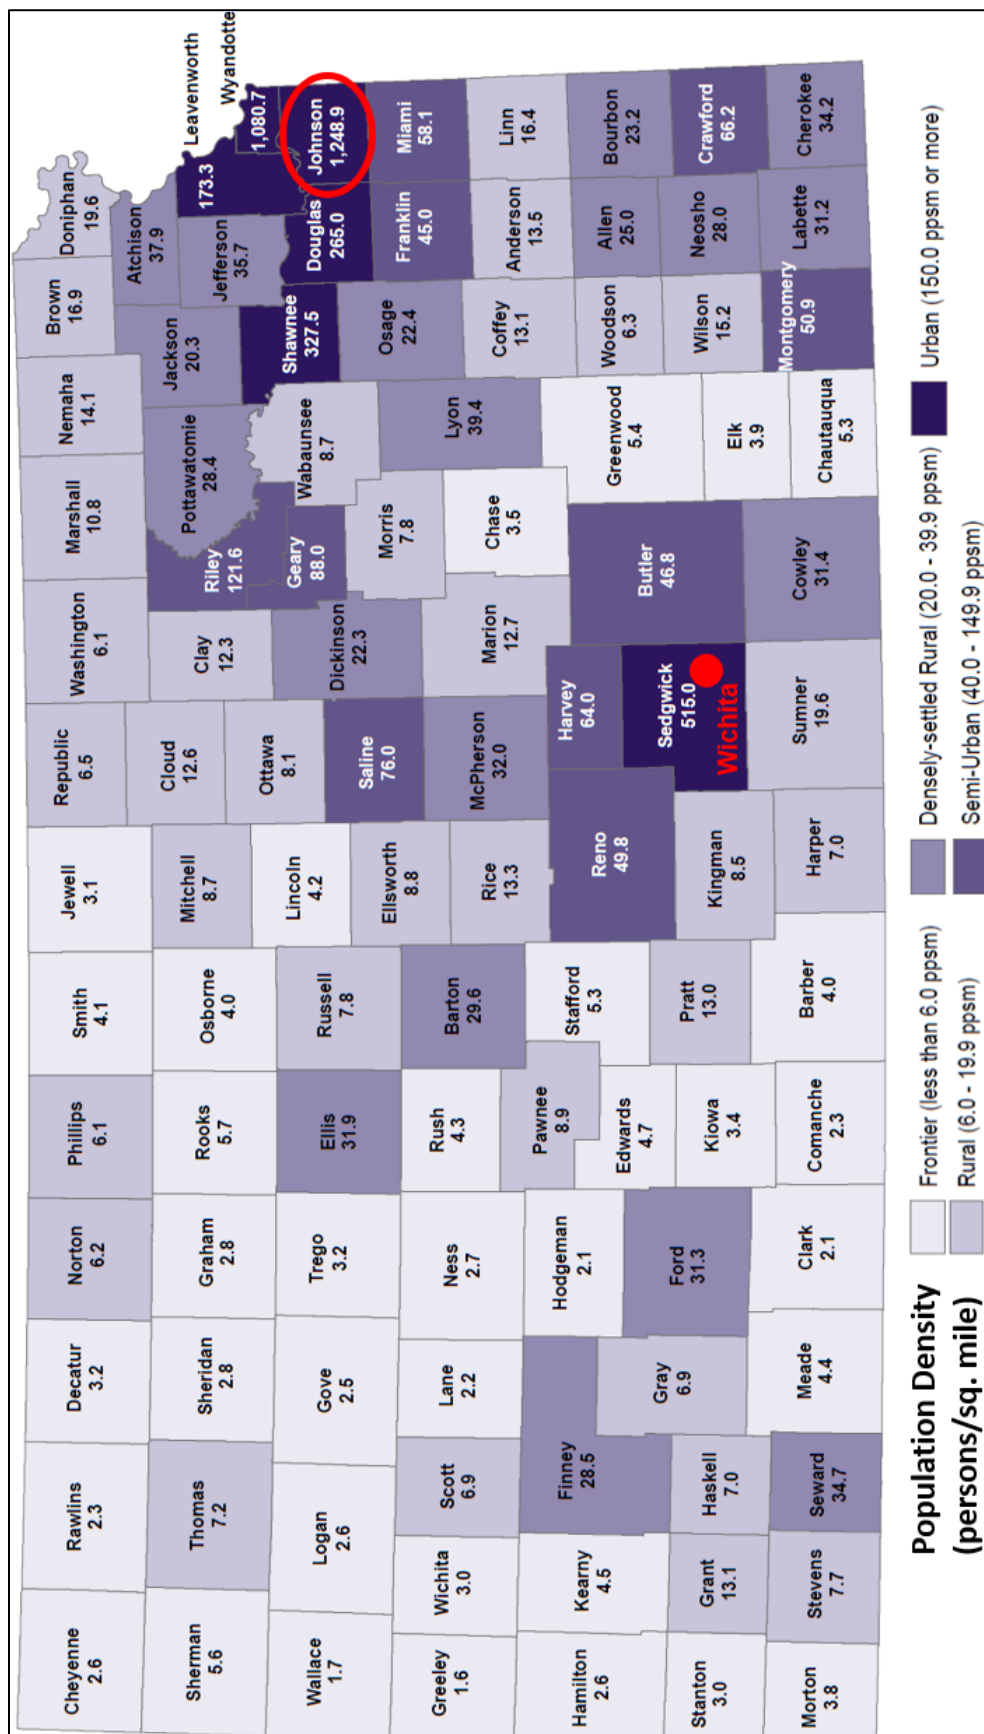 Cheyenne
2.6
Rawlins
2.3
Decatur
3.2
Norton
6.2
Phillips
6.1
Smith
4.1
Jewell
3.1
Republic
6.5
Washington
6.1
Marshall
10.8
Nemaha
14.1
Brown
16.9
Doniphan
19.6
Sherman
5.6
Thomas
7.2
Sheridan
2.8
Graham
2.8
Rooks
5.7
Osborne
4.0
Mitchell
8.7
Cloud
12.6
Clay
12.3
Riley
121.6
Pottawatomie
28.4
Jackson
20.3
Atchison
37.9
Jefferson
35.7
Leavenworth
173.3
Wyandotte
1,080.7
Wallace
1.7
Logan
2.6
Gove
2.5
Trego
3.2
Ellis
31.9
Russell
7.8
Lincoln
4.2
Ottawa
8.1
Dickinson
22.3
Geary
88.0
Wabaunsee
8.7
Shawnee
327.5
Douglas
265.0
Johnson
1,248.9
Greeley
1.6
Wichita
3.0
Scott
6.9
Lane
2.2
Ness
2.7
Rush
4.3
Barton
29.6
Ellsworth
8.8
Saline
76.0
Morris
7.8
Lyon
39.4
Osage
22.4
Franklin
45.0
Miami
58.1
Rice
13.3
McPherson
32.0
Marion
12.7
Chase
3.5
Coffey
13.1
Anderson
13.5
Linn
16.4
Hamilton
2.6
Kearny
4.5
Finney
28.5
Hodgeman
2.1
Pawnee
8.9
Stafford
5.3
Reno
49.8
Harvey
64.0
Butler
46.8
Greenwood
5.4
Woodson
6.3
Allen
25.0
Bourbon
23.2
Gray
6.9
Ford
31.3
Edwards
4.7
Kiowa
3.4
Pratt
13.0
Kingman
8.5
Sedgwick
515.0
Wichita
Elk
3.9
Wilson
15.2
Neosho
28.0
Crawford
66.2
Stanton
3.0
Grant
13.1
Haskell
7.0
Morton
3.8
Stevens
7.7
Seward
34.7
Meade
4.4
Clark
2.1
Comanche
2.3
Barber
4.0
Harper
7.0
Sumner
19.6
Cowley
31.4
Chautauqua
5.3
Montgomery
50.9
Labette
31.2
Cherokee
34.2
Population Density
(persons/sq. mile)
Frontier (less than 6.0 ppsm)
Rural (6.0 - 19.9 ppsm)
Densely-settled Rural (20.0 - 39.9 ppsm)
Semi-Urban (40.0 - 149.9 ppsm)
Urban (150.0 ppsm or more)